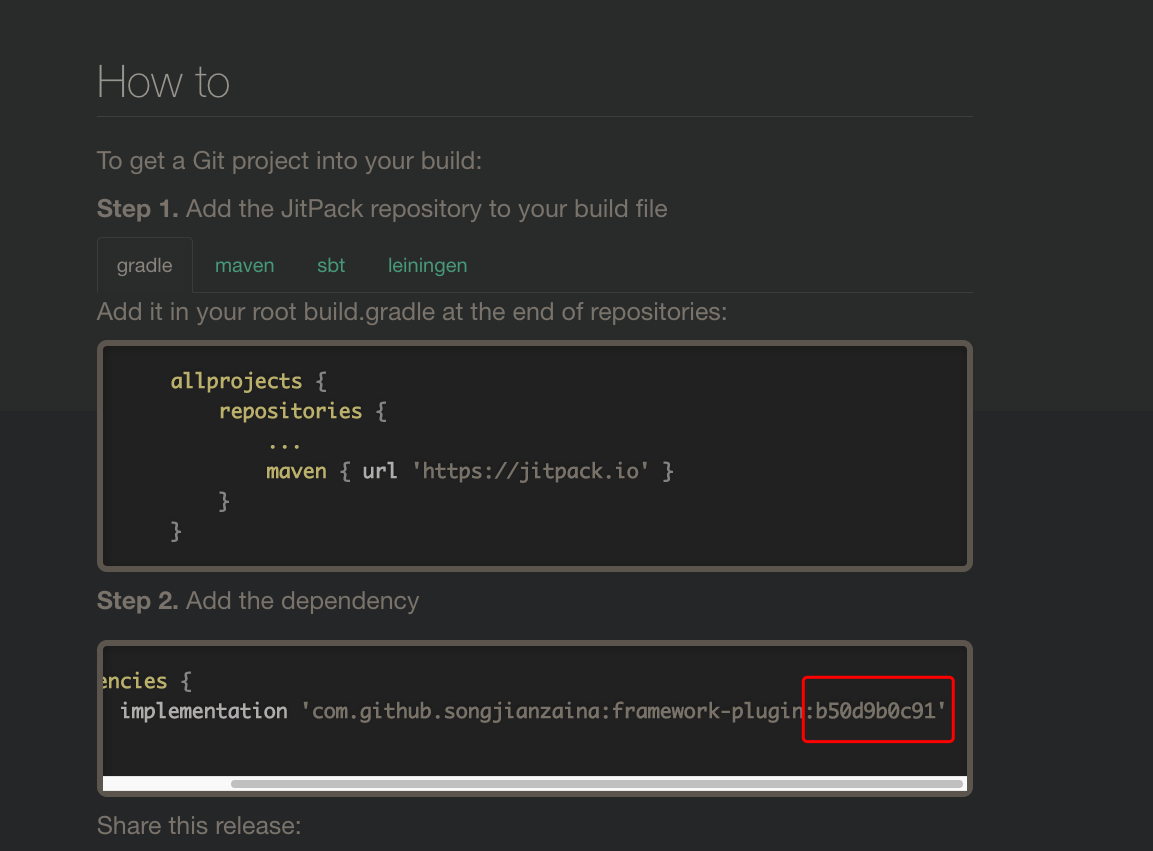 How to
To get a Git project into your build:
Step 1. Add the JitPack repository to your build file
gradle maven sbt leiningen
Add it in your root build.gradle at the end of repositories:
allprojects {
repositories {
...
maven { url 'https://jitpack.io' }
}
}
Step 2. Add the dependency
encies {
implementation 'com.github.songjianzaina:framework-plugin:b50d9b0c91'
Share this release: